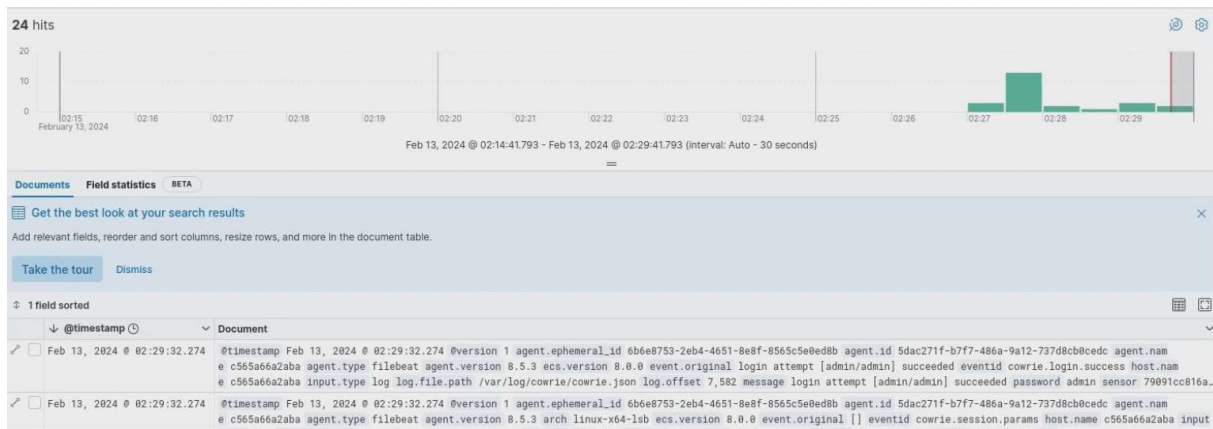 24 hits
20
10
0
02:15 02:16 02:17 02:18 02:19 02:20 02:21 02:22 02:23 02:24 02:25 02:26 02:27 02:28 02:29
February 13, 2024
Feb 13, 2024 @ 02:14:41.793 - Feb 13, 2024 @ 02:29:41.793 (interval: Auto - 30 seconds)
Documents Field statistics BETA
Get the best look at your search results
Add relevant fields, reorder and sort columns, resize rows, and more in the document table.
Take the tour Dismiss
1 field sorted
@timestamp Document
Feb 13, 2024 @ 02:29:32.274 @timestamp Feb 13, 2024 @ 02:29:32.274 @version 1 agent.ephemeral_id 6b6e8753-2eb4-4651-8e8f-8565c5e0ed8b agent.id 5dac271f-b7f7-486a-9a12-737d8cb0cedc agent.nam
e c565a66a2aba agent.type filebeat agent.version 8.5.3 ecs.version 8.0.0 event.original login attempt [admin/admin] succeeded eventid cowrie.login.success host.nam
e c565a66a2aba input.type log log.file.path /var/log/cowrie/cowrie.json log.offset 7,582 message login attempt [admin/admin] succeeded password admin sensor 79091cc816a…
Feb 13, 2024 @ 02:29:32.274 @timestamp Feb 13, 2024 @ 02:29:32.274 @version 1 agent.ephemeral_id 6b6e8753-2eb4-4651-8e8f-8565c5e0ed8b agent.id 5dac271f-b7f7-486a-9a12-737d8cb0cedc agent.nam
e c565a66a2aba agent.type filebeat agent.version 8.5.3 arch linux-x64-lsb ecs.version 8.0.0 event.original [] eventid cowrie.session.params host.name c565a66a2aba input